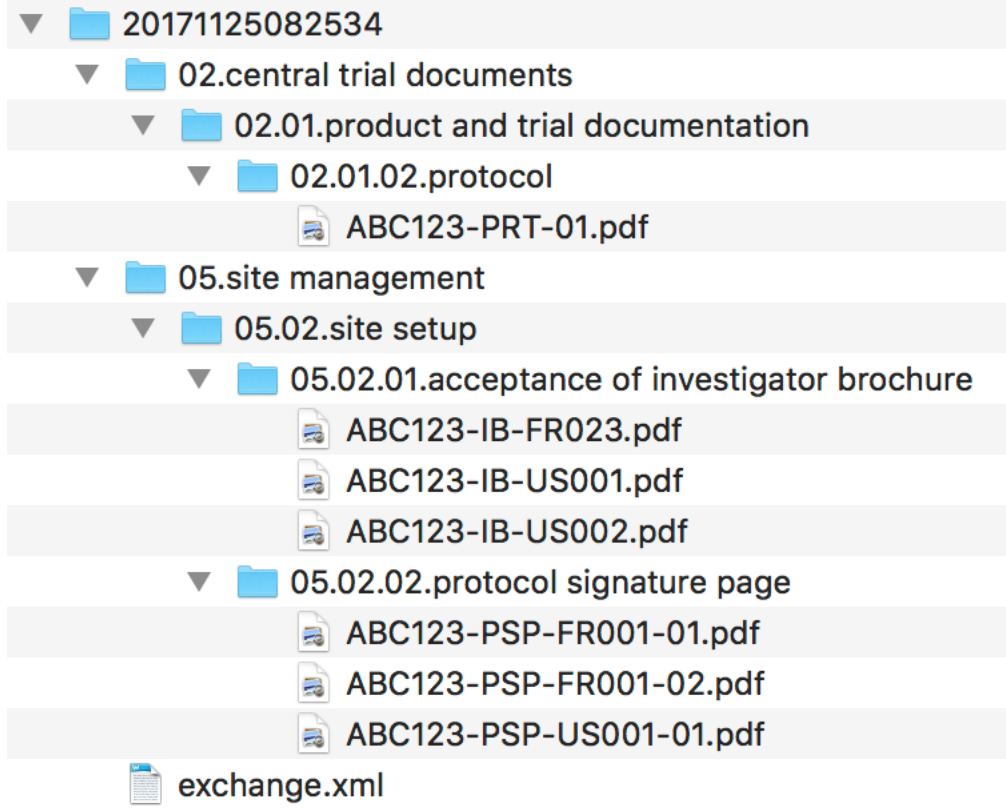 20171125082534
02.central trial documents
02.01.product and trial documentation
02.01.02.protocol
ABC123-PRT-01.pdf
05.site management
05.02.site setup
05.02.01.acceptance of investigator brochure
ABC123-IB-FR023.pdf
ABC123-IB-US001.pdf
ABC123-IB-US002.pdf
05.02.02.protocol signature page
ABC123-PSP-FR001-01.pdf
ABC123-PSP-FR001-02.pdf
ABC123-PSP-US001-01.pdf
exchange.xml